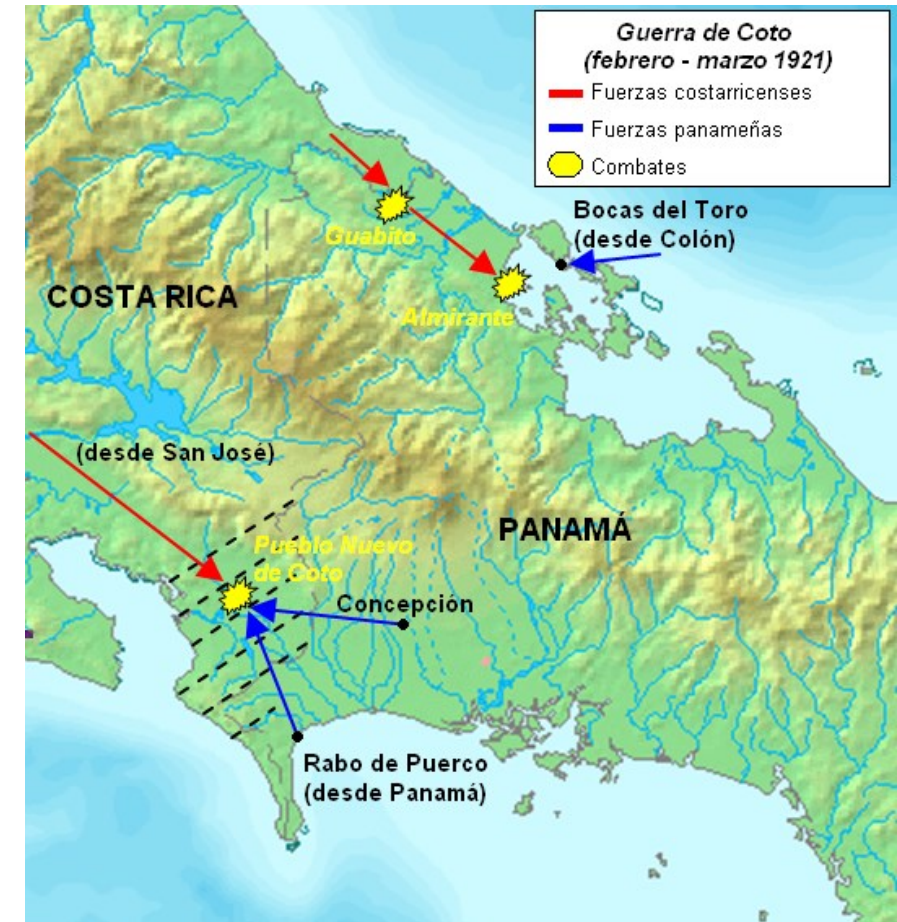 Guerra de Coto
(febrero - marzo 1921)
Fuerzas costarricenses
Fuerzas panameñas
Combates
Bocas del Toro
(desde Colón)
Guabito
COSTA RICA
Almirante
(desde San José)
PANAMÁ
Pueblo Nuevo
de Coto
Concepción
Rabo de Puerco
(desde Panamá)